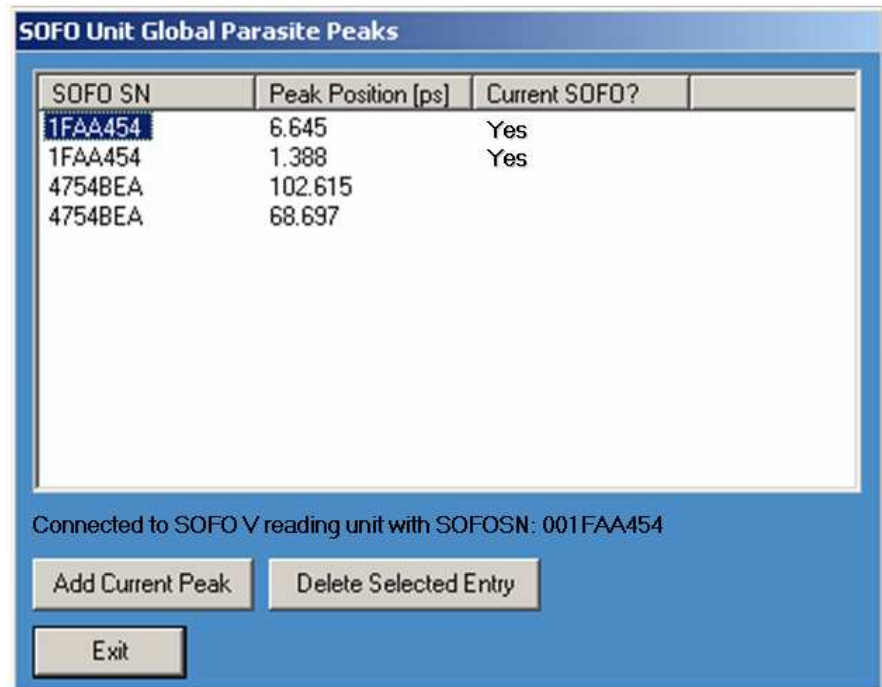 SOFO Unit Global Parasite Peaks
SOFO SN Peak Position [ps] Current SOFO?
1FAA454 6.645 Yes
1FAA454 1.388 Yes
4754BEA 102.615
4754BEA 68.697
Connected to SOFO V reading unit with SOFOSN: 001FAA454
Add Current Peak Delete Selected Entry
Exit